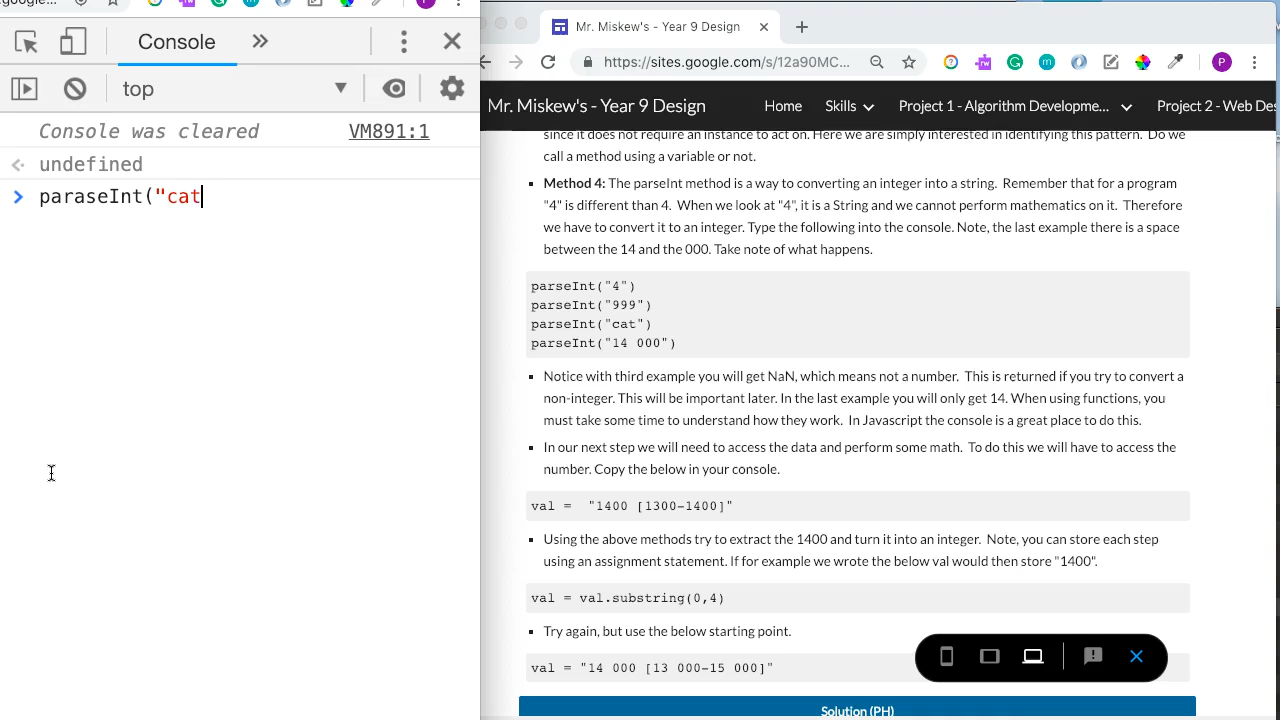 Console
top
Console was cleared VM891:1
undefined
paraseInt("cat
Mr. Miskew's - Year 9 Design
https://sites.google.com/s/12a90MC...
P
Mr. Miskew's - Year 9 Design Home Skills Project 1 - Algorithm Developme... Project 2 - Web Des
since it does not require an instance to act on. Here we are simply interested in identifying this pattern. Do we
call a method using a variable or not.
Method 4: The parseInt method is a way to converting an integer into a string. Remember that for a program
"4" is different than 4. When we look at "4", it is a String and we cannot perform mathematics on it. Therefore
we have to convert it to an integer. Type the following into the console. Note, the last example there is a space
between the 14 and the 000. Take note of what happens.
parseInt("4")
parseInt("999")
parseInt("cat")
parseInt("14 000")
Notice with third example you will get NaN, which means not a number. This is returned if you try to convert a
non-integer. This will be important later. In the last example you will only get 14. When using functions, you
must take some time to understand how they work. In Javascript the console is a great place to do this.
In our next step we will need to access the data and perform some math. To do this we will have to access the
number. Copy the below in your console.
val = "1400 [1300-1400]"
Using the above methods try to extract the 1400 and turn it into an integer. Note, you can store each step
using an assignment statement. If for example we wrote the below val would then store "1400".
val = val.substring(0,4)
Try again, but use the below starting point.
val = "14 000 [13 000-15 000]"
Solution (PH)